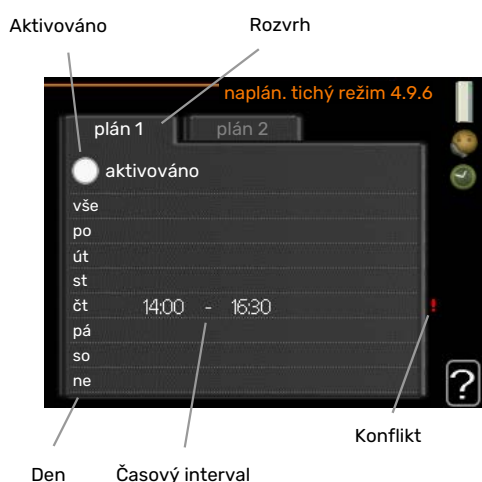 Aktivováno Rozvrh
naplán. tichý režim 4.9.6
plán 1 plán 2
aktivováno
vše
po
út
st
čt 14:00 - 16:30 !
pá
so
ne
?
Konflikt
Den Časový interval